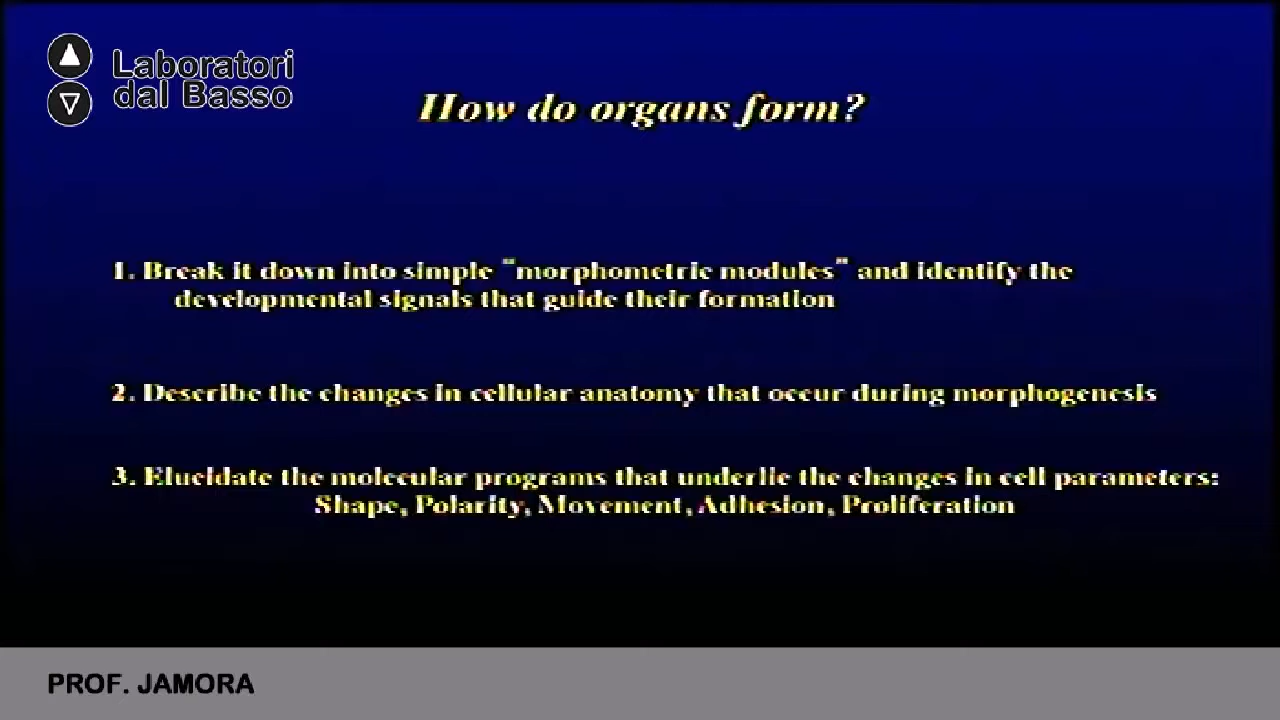 Laboratori
dal Basso
How do organs form?
1. Break it down into simple "morphometric modules" and identify the
developmental signals that guide their formation
2. Describe the changes in cellular anatomy that occur during morphogenesis
3. Elucidate the molecular programs that underlie the changes in cell parameters:
Shape, Polarity, Movement, Adhesion, Proliferation
PROF. JAMORA